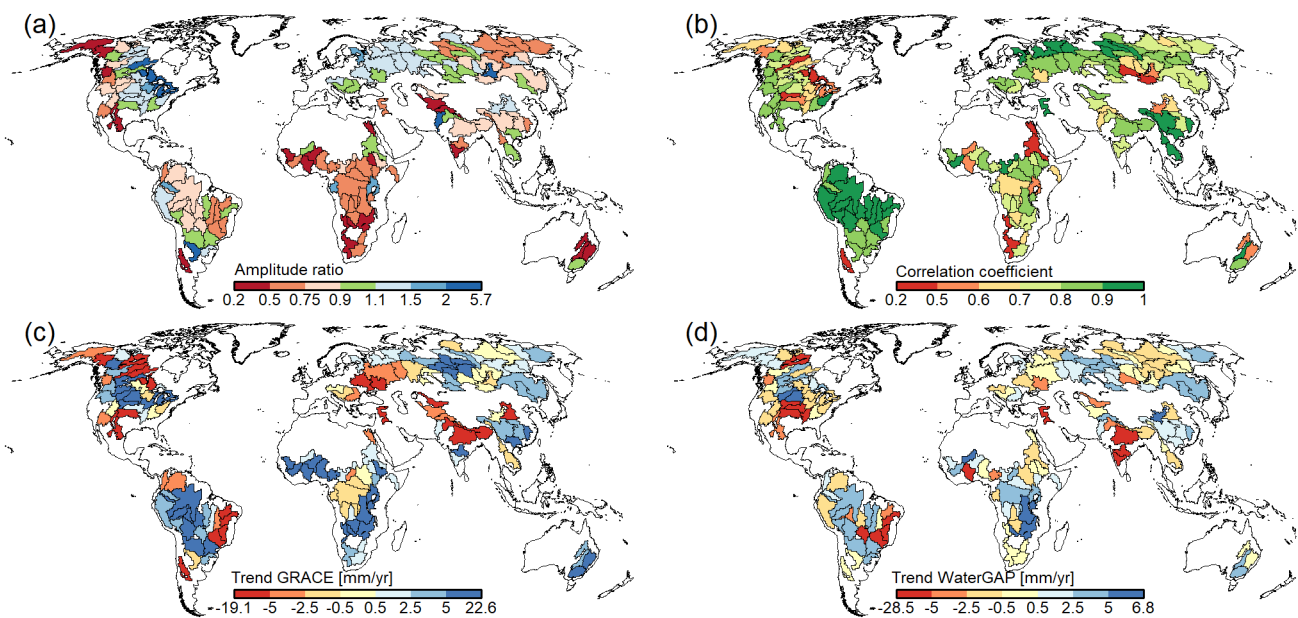 (a)
(b)
Amplitude ratio
0.2 0.5 0.75 0.9 1.1 1.5 2 5.7
Correlation coefficient
0.2 0.5 0.6 0.7 0.8 0.9 1
(c)
(d)
Trend GRACE [mm/yr]
-19.1 -5 -2.5 -0.5 0.5 2.5 5 22.6
Trend WaterGAP [mm/yr]
-28.5 -5 -2.5 -0.5 0.5 2.5 5 6.8